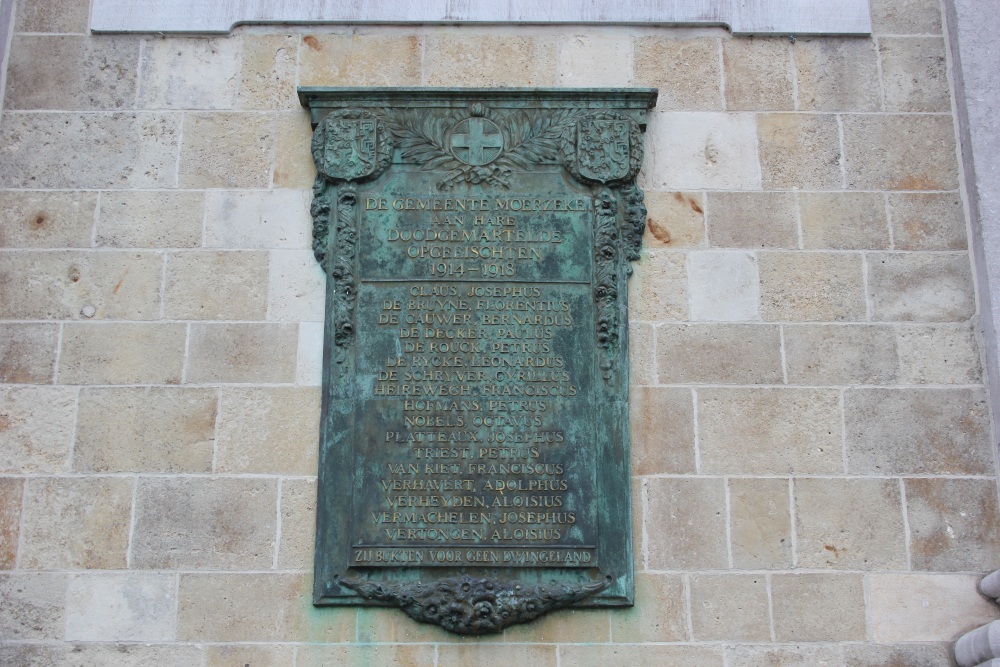 DE GEMEENTE MOERZEKE
AAN HARE
DOODGEMARTELDE
OPGEEISCHTEN
1914-1918
CLAUS, JOSEPHUS
DE BRUYNE, FLORENTIUS
DE CAUWER, BERNARDUS
DE DECKER, PAULUS
DE KOCK, PETRUS
DE RYCKE, LEONARDUS
DE SCHRYVER, CYRILLUS
HEIREWEGH, FRANCISCUS
HOFMANS, PETRUS
NOBELS, OCTAVUS
PLATTEAUX, JOSEPHUS
TRIEST, PETRUS
VAN RIET, FRANCISCUS
VERHAVERT, ADOLPHUS
VERHEYDEN, ALOISIUS
VERMACHELEN, JOSEPHUS
VERTONGEN, ALOISIUS
ZIJ BUKTEN VOOR GEEN DWINGELAND